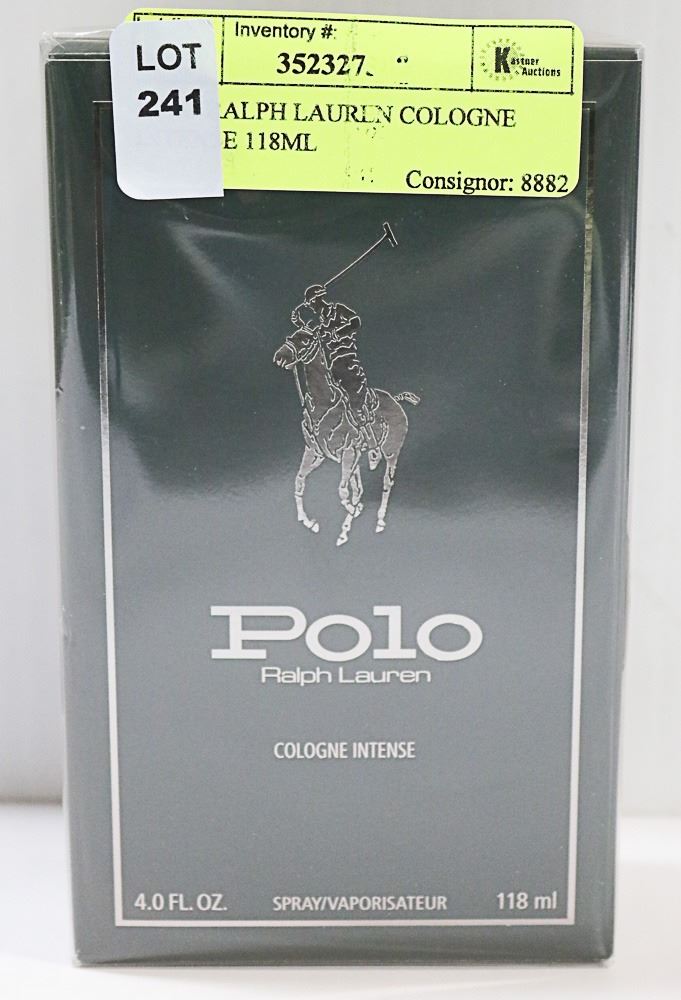 LOT
241
Inventory #:
352327
Kastner
Auctions
RALPH LAUREN COLOGNE
E 118ML
Consignor: 8882
Polo
Ralph Lauren
COLOGNE INTENSE
4.0 FL. OZ. SPRAY/VAPORISATEUR 118 ml